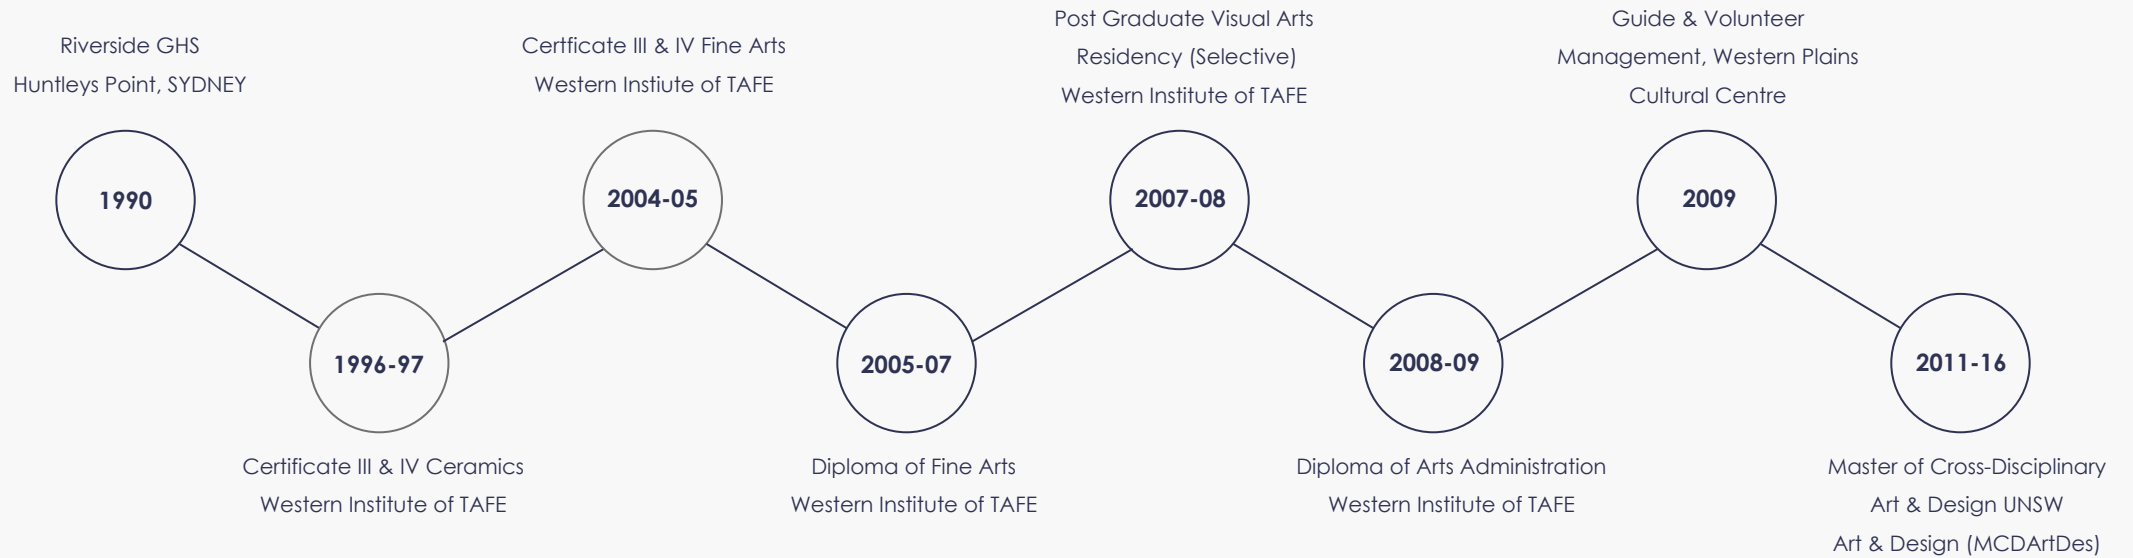 Riverside GHS
Huntleys Point, SYDNEY
1990
1996-97
Certificate III & IV Ceramics
Western Institute of TAFE
Certficate III & IV Fine Arts
Western Instiute of TAFE
2004-05
2005-07
Diploma of Fine Arts
Western Institute of TAFE
Post Graduate Visual Arts
Residency (Selective)
Western Institute of TAFE
2007-08
2008-09
Diploma of Arts Administration
Western Institute of TAFE
Guide & Volunteer
Management, Western Plains
Cultural Centre
2009
2011-16
Master of Cross-Disciplinary
Art & Design UNSW
Art & Design (MCDArtDes)